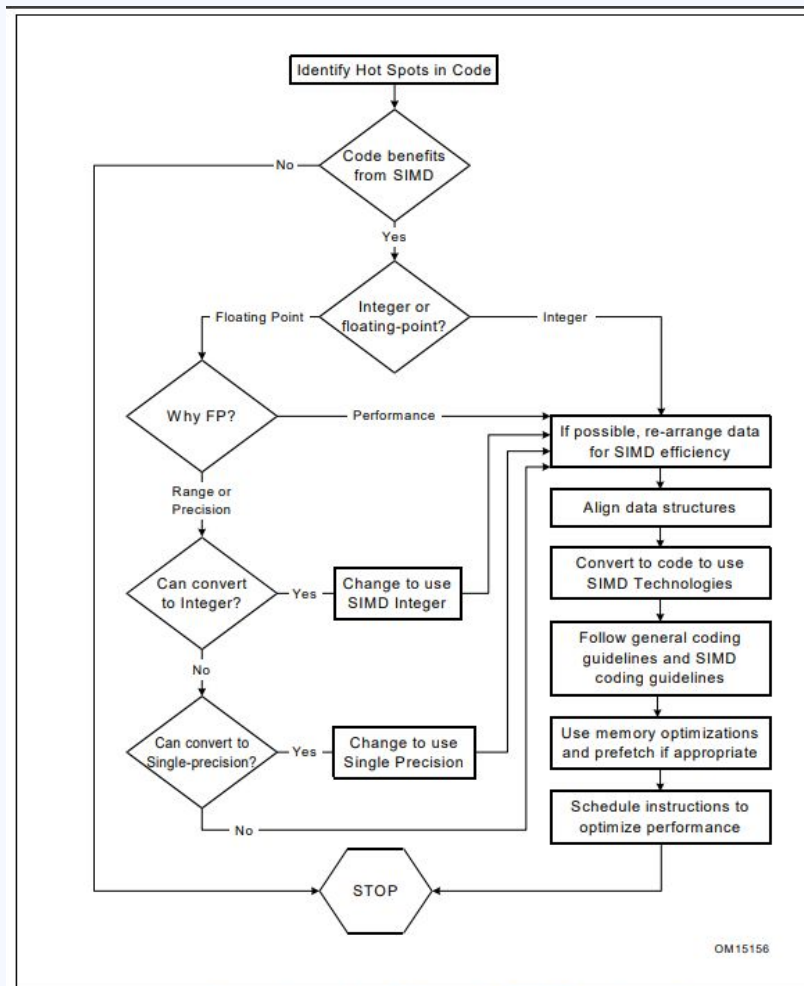 Identify Hot Spots in Code
Code benefits
from SIMD
No
Yes
Integer or
floating-point?
Floating Point
Integer
Why FP?
Performance
If possible, re-arrange data
for SIMD efficiency
Range or
Precision
Align data structures
Can convert
to Integer?
Yes
Change to use
SIMD Integer
Convert to code to use
SIMD Technologies
No
Follow general coding
guidelines and SIMD
coding guidelines
Can convert to
Single-precision?
Yes
Change to use
Single Precision
Use memory optimizations
and prefetch if appropriate
No
Schedule instructions to
optimize performance
STOP
OM15156